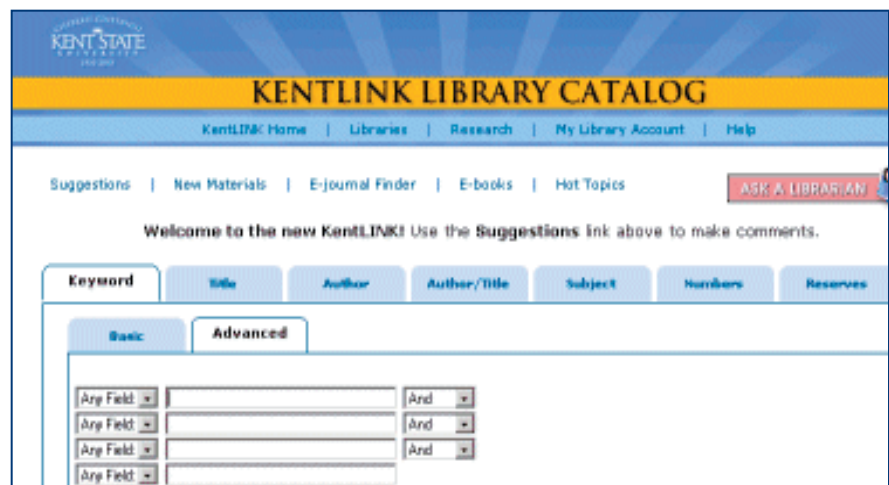 KENT STATE
UNIVERSITY
KENTLINK LIBRARY CATALOG
KentLINK Home | Libraries | Research | My Library Account | Help
Suggestions | New Materials | E-journal Finder | E-books | Hot Topics
ASK A LIBRARIAN
Welcome to the new KentLINK! Use the Suggestions link above to make comments.
Keyword Title Author Author/Title Subject Numbers Reserves
Basic Advanced
Any Field: And
Any Field: And
Any Field: And
Any Field: